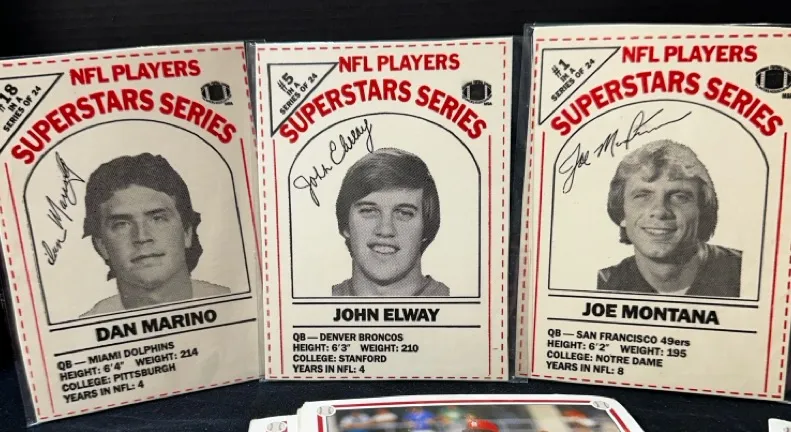 #18
IN A
SERIES OF 24
NFL PLAYERS
SUPERSTARS SERIES
Dan Marino
DAN MARINO
QB — MIAMI DOLPHINS
HEIGHT: 6'4" WEIGHT: 214
COLLEGE: PITTSBURGH
YEARS IN NFL: 4
#5
IN A
SERIES OF 24
NFL PLAYERS
SUPERSTARS SERIES
John Elway
JOHN ELWAY
QB — DENVER BRONCOS
HEIGHT: 6'3" WEIGHT: 210
COLLEGE: STANFORD
YEARS IN NFL: 4
#1
IN A
SERIES OF 24
NFL PLAYERS
SUPERSTARS SERIES
Joe Montana
JOE MONTANA
QB — SAN FRANCISCO 49ers
HEIGHT: 6'2" WEIGHT: 195
COLLEGE: NOTRE DAME
YEARS IN NFL: 8